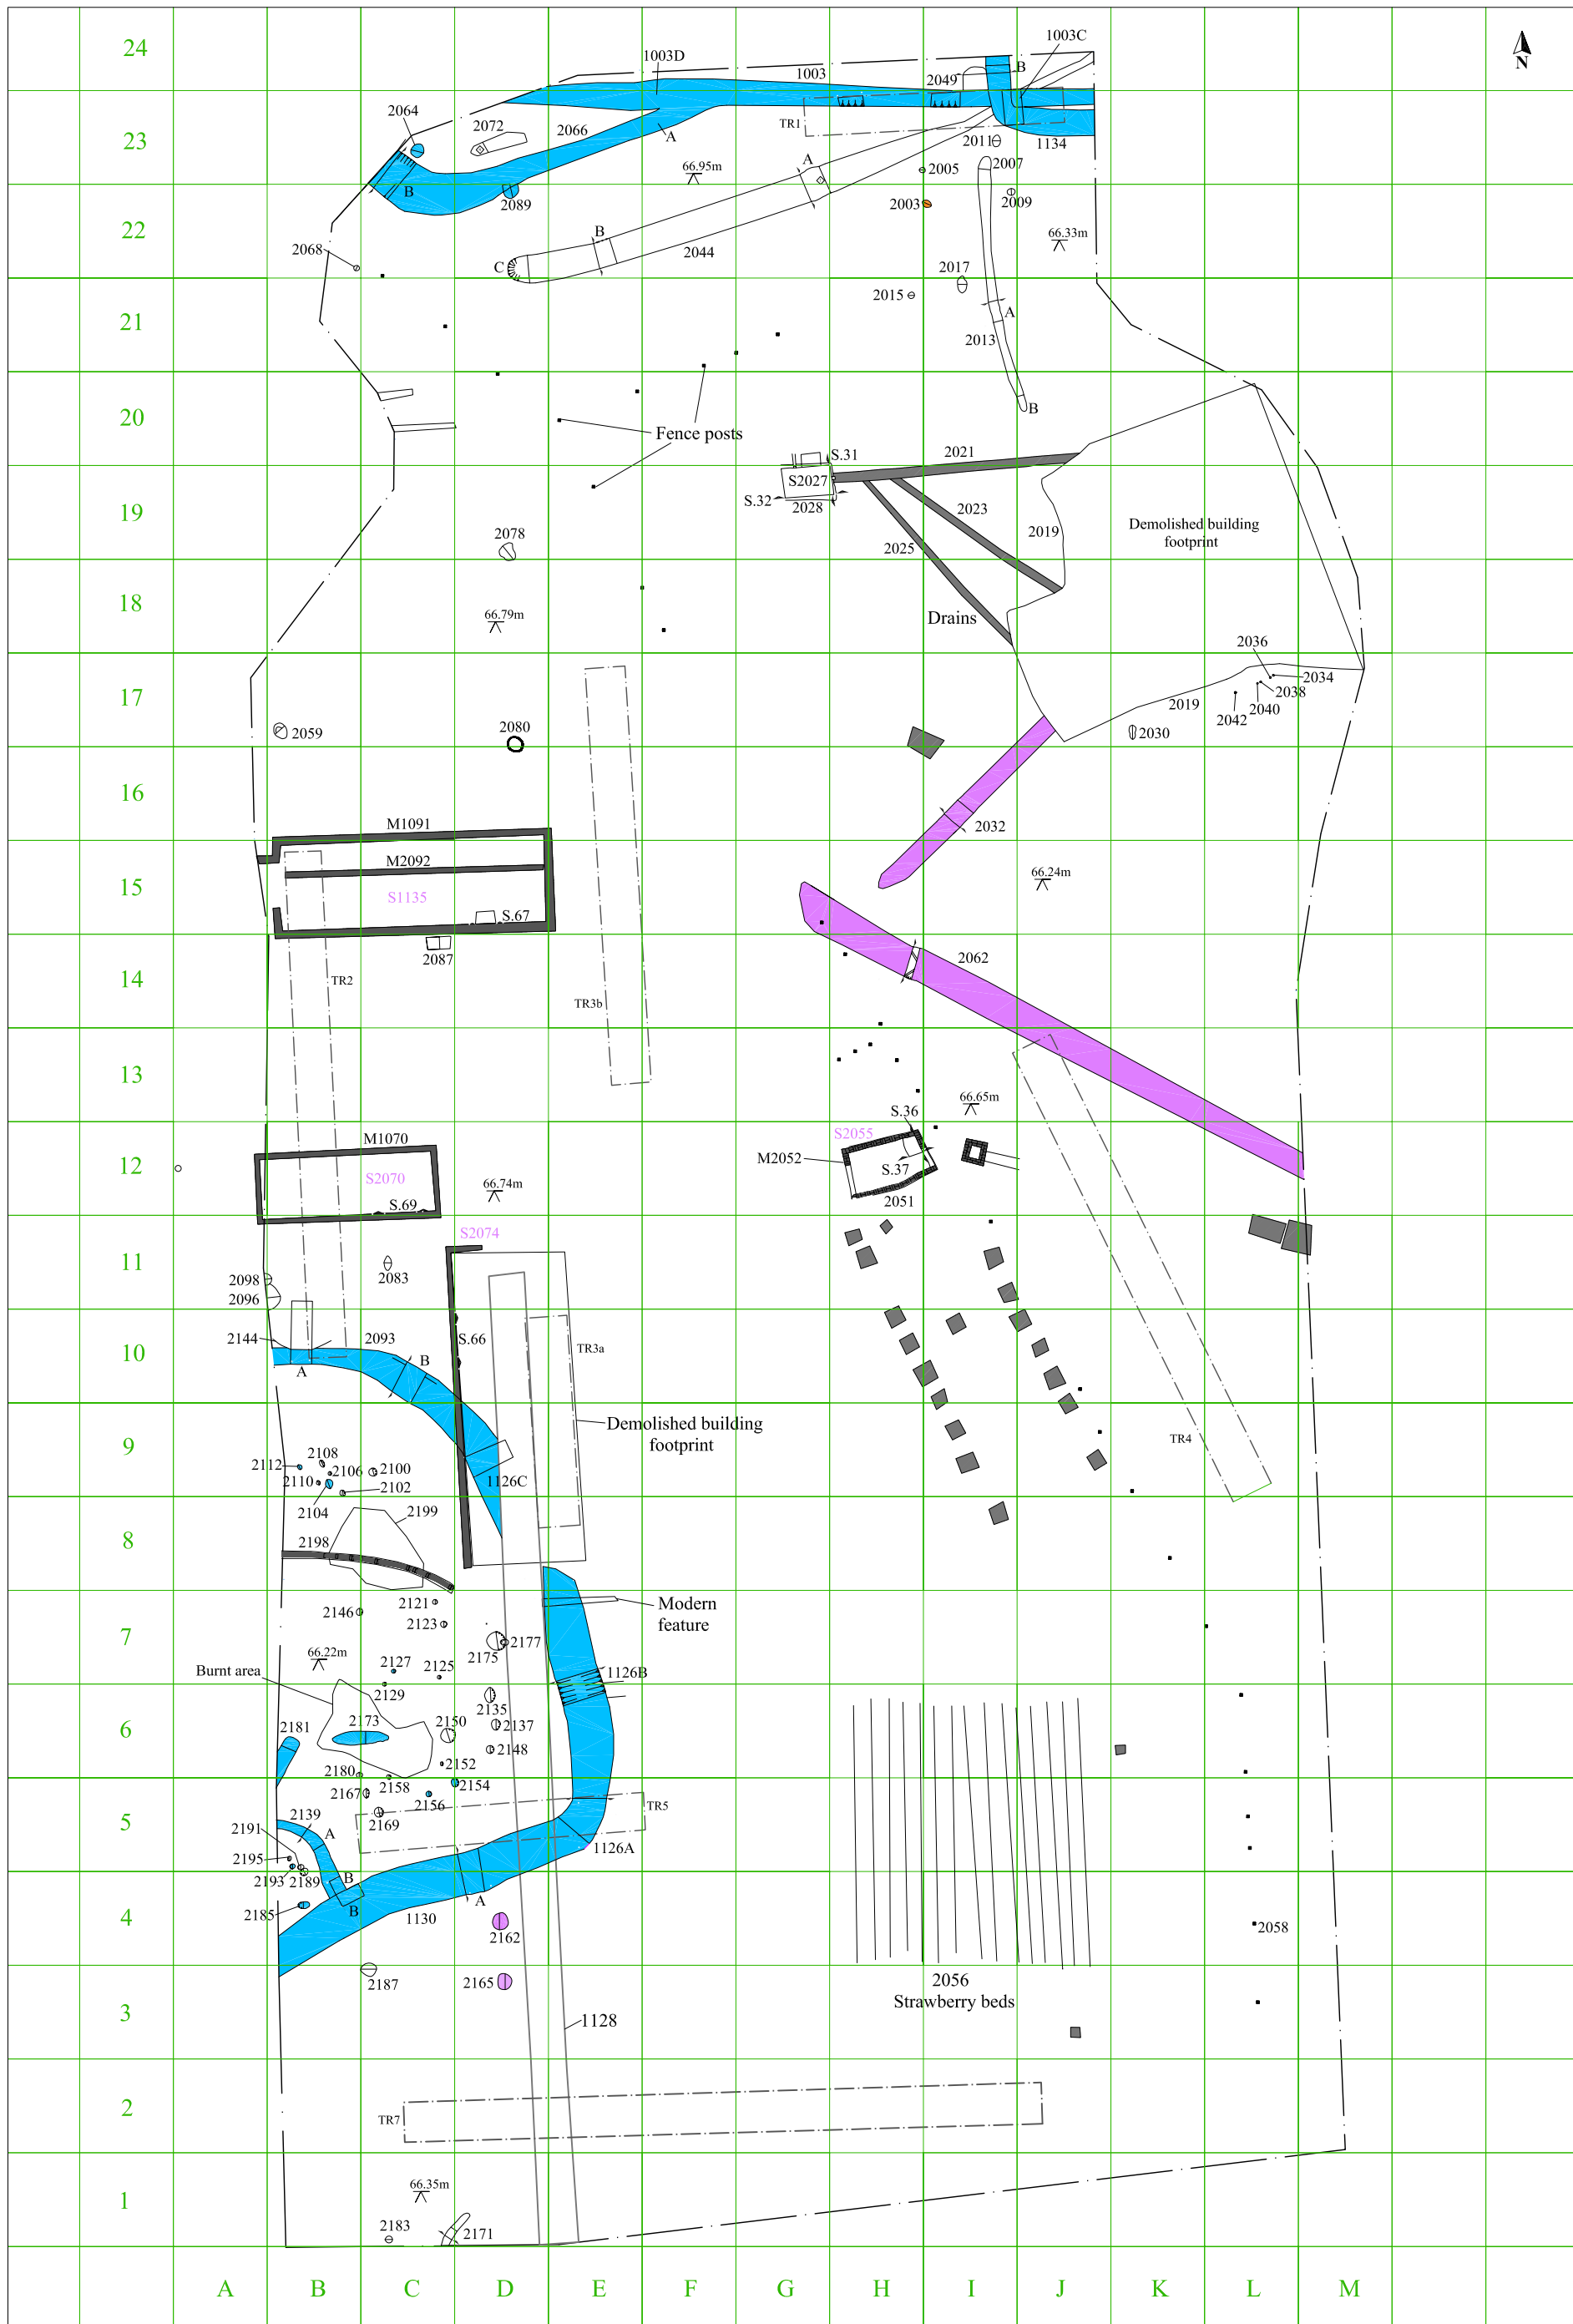 24
1003C
1003D
N
1003
2049
B
2064
2072
2066
TR1
23
A
2011
1134
A
2007
66.95m
2005
B
2089
2003
2009
22
B
66.33m
2068
2044
C
2017
2015
21
A
2013
20
B
Fence posts
S.31
2021
S2027
S.32
2028
2023
19
Demolished building
footprint
2078
2019
2025
18
66.79m
Drains
2036
2034
17
2038
2019
2040
2042
2059
2080
2030
16
M1091
2032
M2092
15
66.24m
S1135
S.67
2087
2062
14
TR2
TR3b
13
66.65m
S.36
M1070
S2055
12
M2052
S.37
S2070
66.74m
S.69
2051
S2074
11
2098
2083
2096
2144
2093
S.66
10
TR3a
B
A
Demolished building
footprint
9
TR4
2108
2112
2106
2100
2110
1126C
2102
2104
2199
8
2198
2121
Modern
feature
2146
2123
7
2177
66.22m
2175
Burnt area
2127
2125
1126B
2129
2135
2181
2173
2150
2137
6
2148
2152
2180
2158
2154
2167
2156
TR5
2139
2169
5
2191
A
1126A
2195
2193
2189
B
A
B
2185
1130
4
2058
2162
2187
2165
2056
Strawberry beds
3
1128
2
TR7
66.35m
1
2183
2171
A B C D E F G H I J K L M